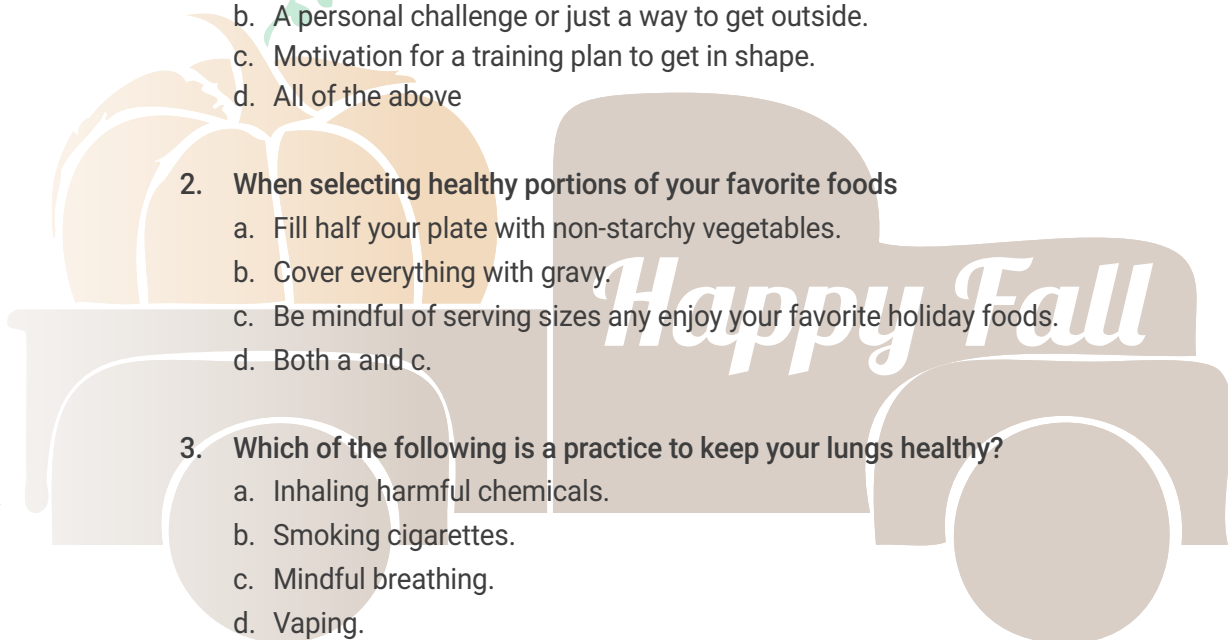 b. A personal challenge or just a way to get outside.
c. Motivation for a training plan to get in shape.
d. All of the above
2. When selecting healthy portions of your favorite foods
a. Fill half your plate with non-starchy vegetables.
b. Cover everything with gravy.
c. Be mindful of serving sizes any enjoy your favorite holiday foods.
d. Both a and c.
Happy Fall
3. Which of the following is a practice to keep your lungs healthy?
a. Inhaling harmful chemicals.
b. Smoking cigarettes.
c. Mindful breathing.
d. Vaping.